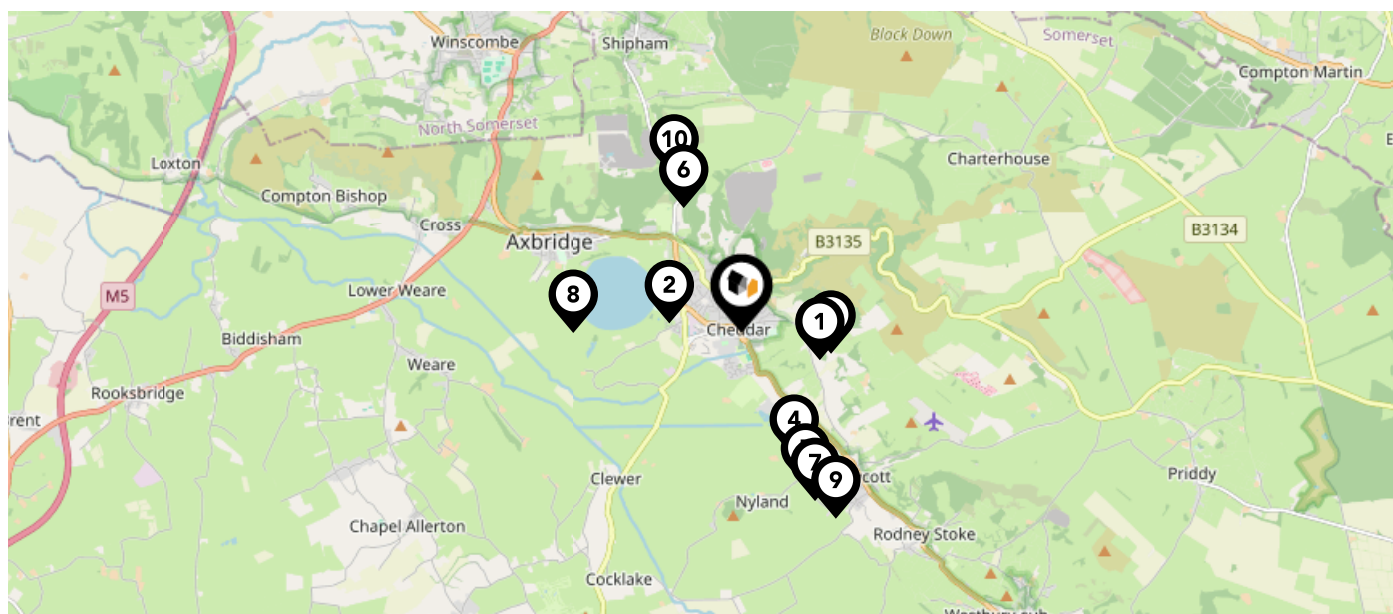 Winscombe
Shipham
Black Down
Somerset
Compton Martin
North Somerset
10
Loxton
6
Charterhouse
Compton Bishop
Cross
Axbridge
B3135
B3134
M5
Lower Weare
8
2
1
Cheddar
Biddisham
Weare
Rooksbridge
rent
4
7
9
cott
Clewer
Nyland
Priddy
Chapel Allerton
Rodney Stoke
Cocklake